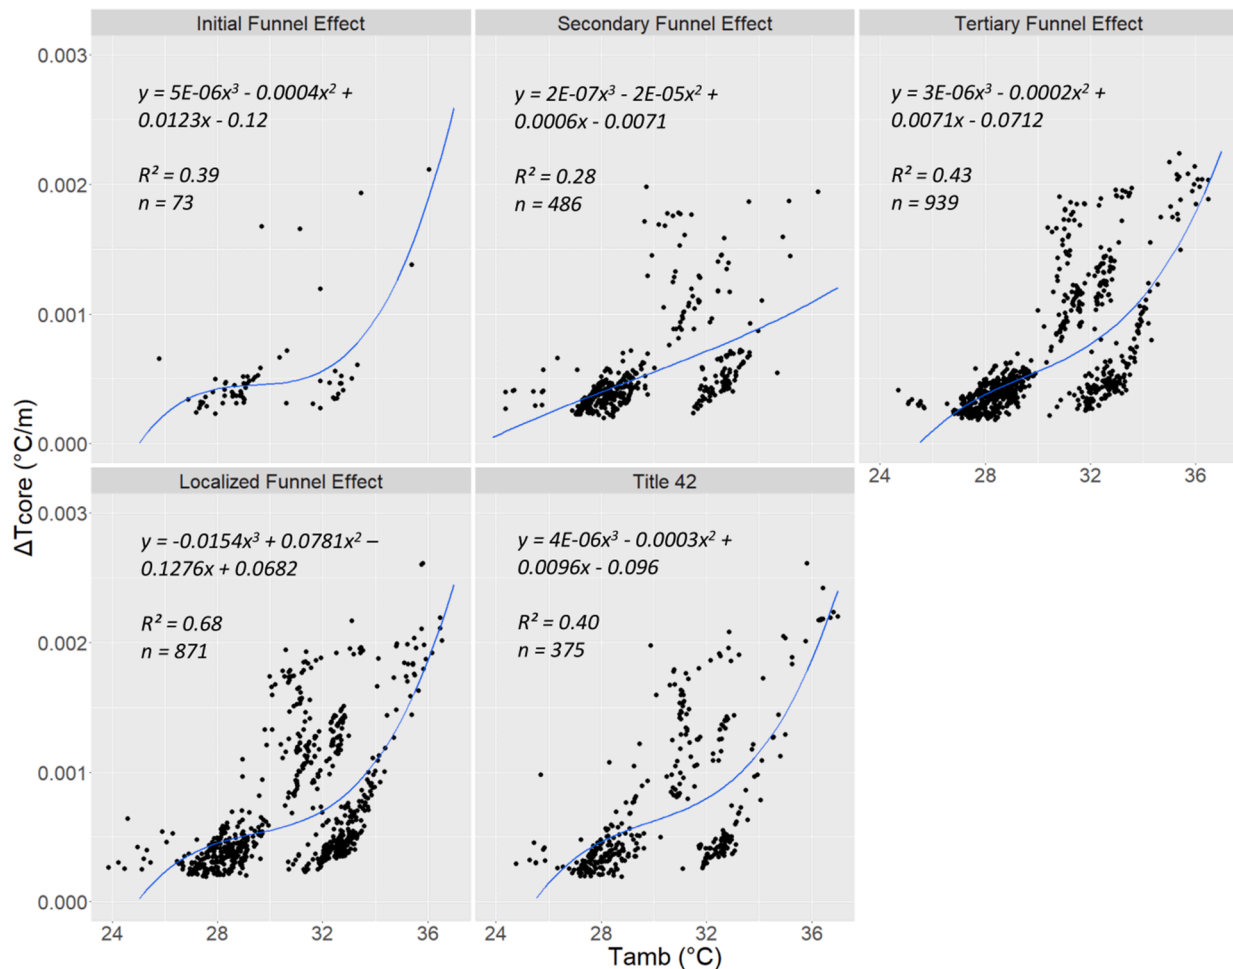 Initial Funnel Effect
Secondary Funnel Effect
Tertiary Funnel Effect
0.003
0.002
0.001
0.000
y = 5E-06x³ - 0.0004x² +
0.0123x - 0.12
R² = 0.39
n = 73
y = 2E-07x³ - 2E-05x² +
0.0006x - 0.0071
R² = 0.28
n = 486
y = 3E-06x³ - 0.0002x² +
0.0071x - 0.0712
R² = 0.43
n = 939
24 28 32 36
ΔTcore (°C/m)
Localized Funnel Effect
Title 42
0.003
0.002
0.001
0.000
y = -0.0154x³ + 0.0781x² –
0.1276x + 0.0682
R² = 0.68
n = 871
y = 4E-06x³ - 0.0003x² +
0.0096x - 0.096
R² = 0.40
n = 375
24 28 32 36
24 28 32 36
Tamb (°C)